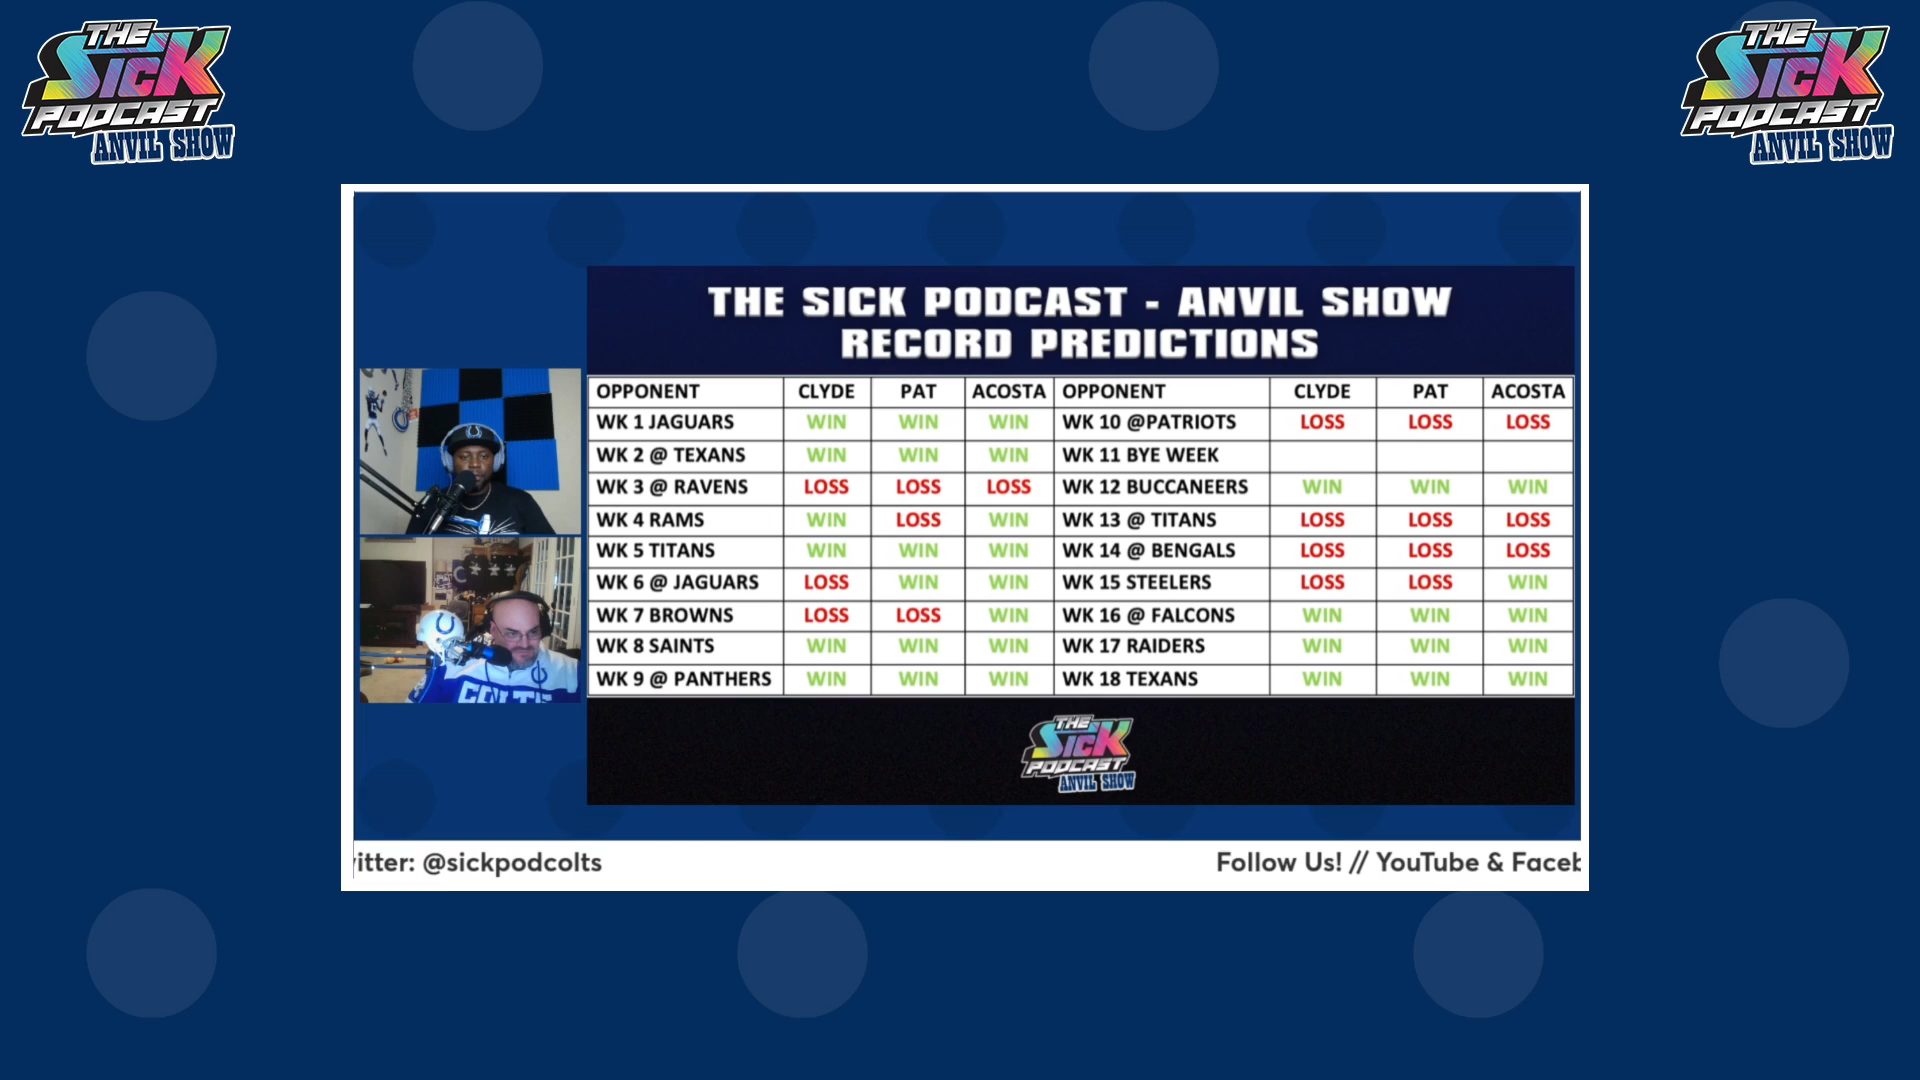 THE SICK PODCAST ANVIL SHOW
THE SICK PODCAST ANVIL SHOW
THE SICK PODCAST - ANVIL SHOW
RECORD PREDICTIONS
OPPONENT CLYDE PAT ACOSTA OPPONENT CLYDE PAT ACOSTA
WK 1 JAGUARS WIN WIN WIN WK 10 @PATRIOTS LOSS LOSS LOSS
WK 2 @ TEXANS WIN WIN WIN WK 11 BYE WEEK
WK 3 @ RAVENS LOSS LOSS LOSS WK 12 BUCCANEERS WIN WIN WIN
WK 4 RAMS WIN LOSS WIN WK 13 @ TITANS LOSS LOSS LOSS
WK 5 TITANS WIN WIN WIN WK 14 @ BENGALS LOSS LOSS LOSS
WK 6 @ JAGUARS LOSS WIN WIN WK 15 STEELERS LOSS LOSS WIN
WK 7 BROWNS LOSS LOSS WIN WK 16 @ FALCONS WIN WIN WIN
WK 8 SAINTS WIN WIN WIN WK 17 RAIDERS WIN WIN WIN
WK 9 @ PANTHERS WIN WIN WIN WK 18 TEXANS WIN WIN WIN
COLTS
THE SICK PODCAST ANVIL SHOW
itter: @sickpodcolts Follow Us! // YouTube & Faceb